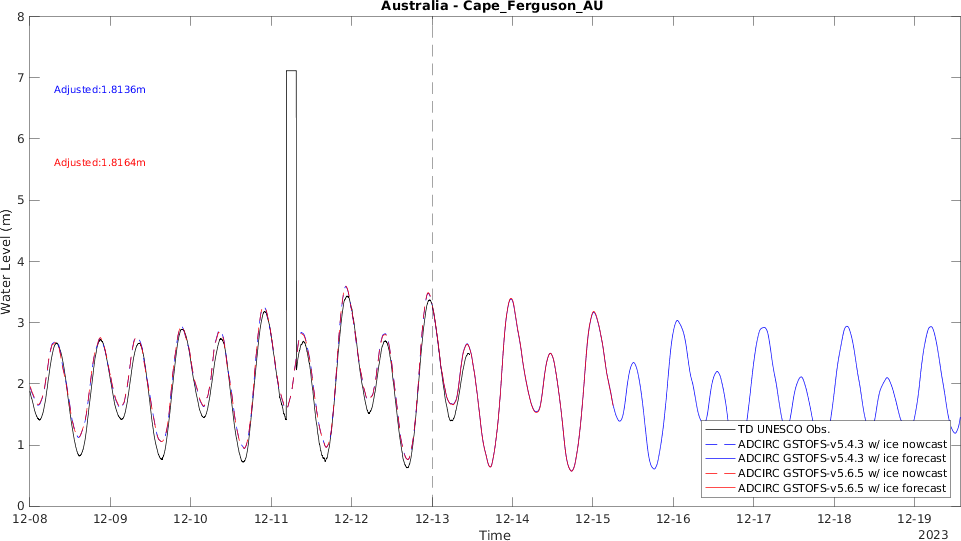 Australia - Cape_Ferguson_AU
8
7
6
5
4
3
2
1
0
Water Level (m)
Adjusted:1.8136m
Adjusted:1.8164m
TD UNESCO Obs.
ADCIRC GSTOFS-v5.4.3 w/ ice nowcast
ADCIRC GSTOFS-v5.4.3 w/ ice forecast
ADCIRC GSTOFS-v5.6.5 w/ ice nowcast
ADCIRC GSTOFS-v5.6.5 w/ ice forecast
12-08 12-09 12-10 12-11 12-12 12-13 12-14 12-15 12-16 12-17 12-18 12-19
Time
2023